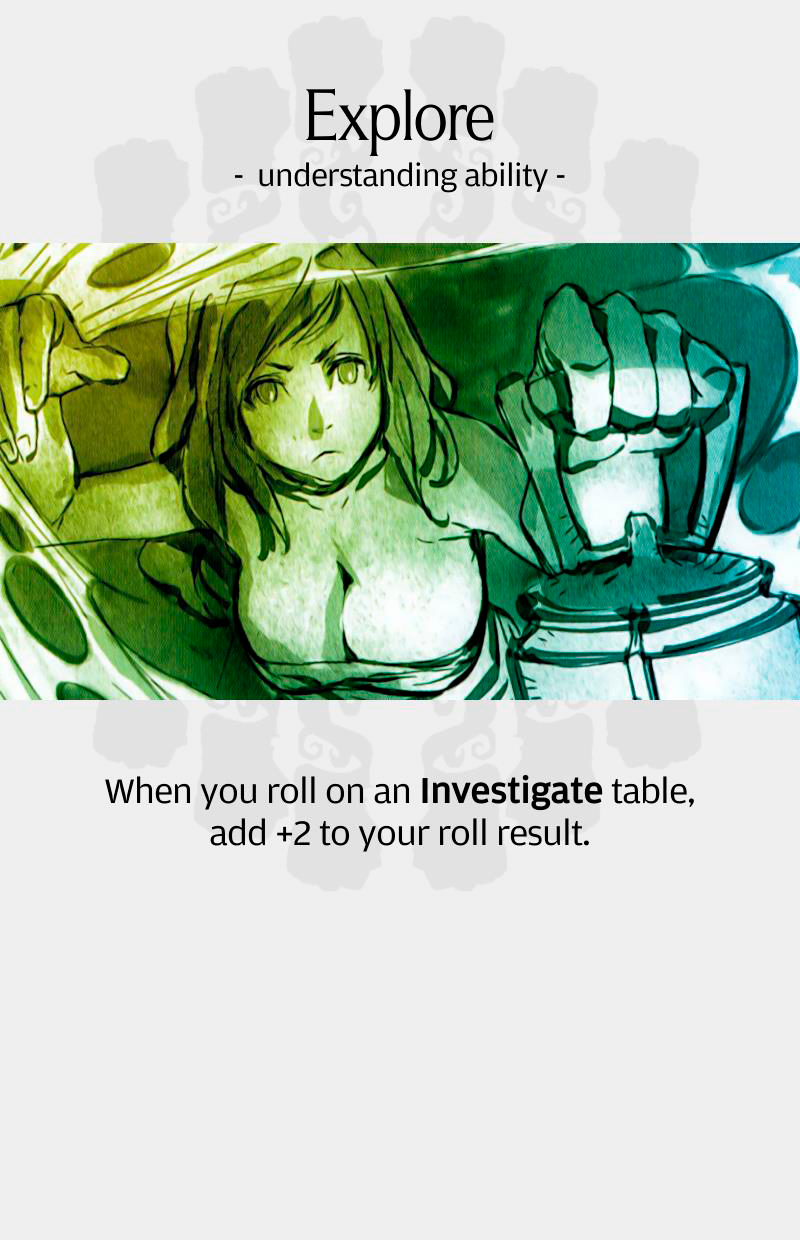 Explore
- understanding ability -
When you roll on an Investigate table,
add +2 to your roll result.